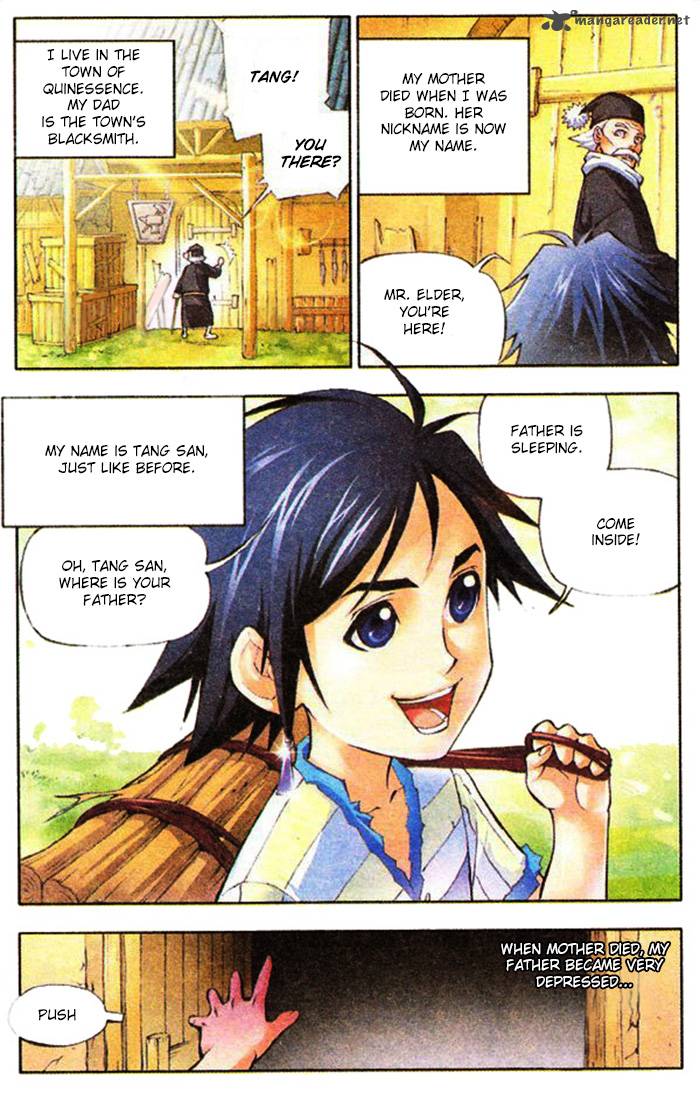 mangareader.net
I LIVE IN THE
TOWN OF
QUINESSENCE.
MY DAD
IS THE TOWN'S
BLACKSMITH.
TANG!
YOU
THERE?
MY MOTHER
DIED WHEN I WAS
BORN. HER
NICKNAME IS NOW
MY NAME.
MR. ELDER,
YOU'RE
HERE!
MY NAME IS TANG SAN,
JUST LIKE BEFORE.
OH, TANG SAN,
WHERE IS YOUR
FATHER?
FATHER IS
SLEEPING.
COME
INSIDE!
PUSH
WHEN MOTHER DIED, MY
FATHER BECAME VERY
DEPRESSED...